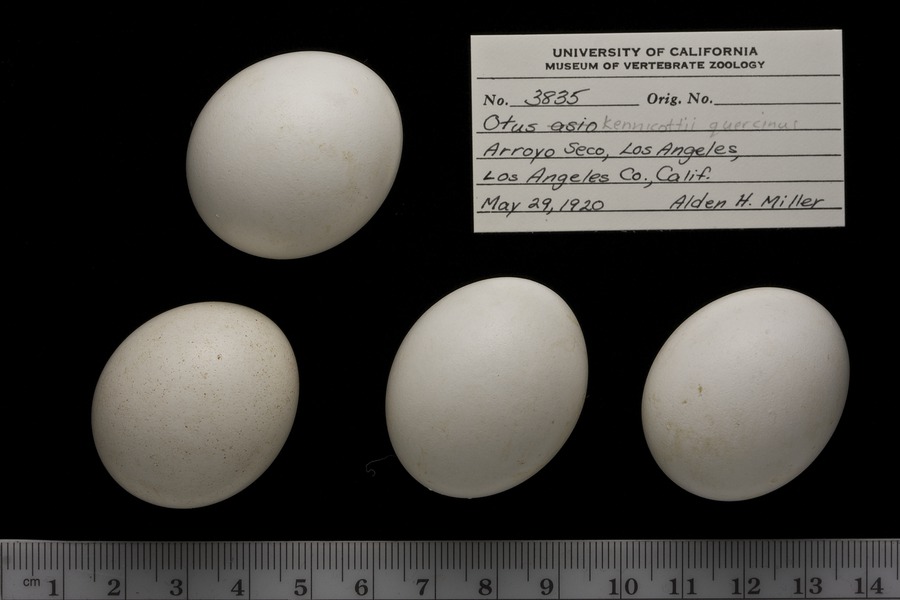 UNIVERSITY OF CALIFORNIA
MUSEUM OF VERTEBRATE ZOOLOGY
No. 3835 Orig. No.
Otus asio Kennicottii quercinus
Arroyo Seco, Los Angeles,
Los Angeles Co., Calif.
May 29, 1920 Alden H. Miller
cm 1 2 3 4 5 6 7 8 9 10 11 12 13 14